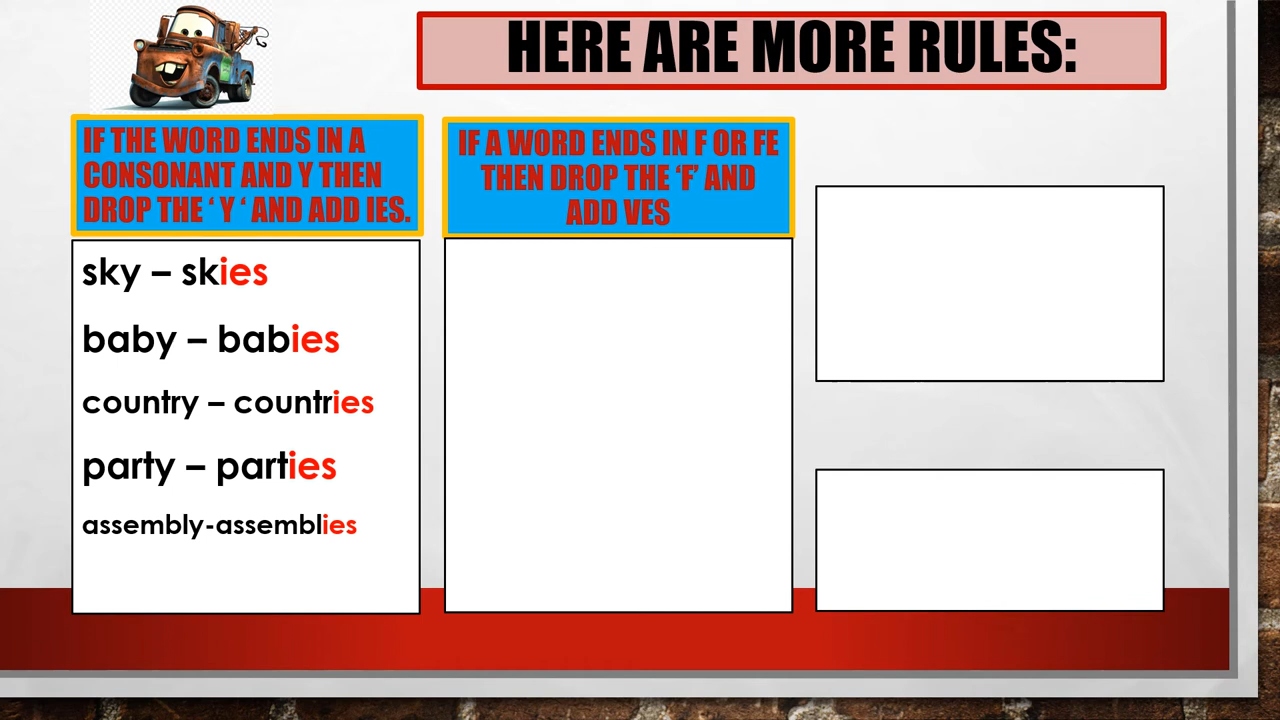 HERE ARE MORE RULES:
IF THE WORD ENDS IN A
CONSONANT AND Y THEN
DROP THE ‘ Y ‘ AND ADD IES.
sky – skies
baby – babies
country – countries
party – parties
assembly-assemblies
IF A WORD ENDS IN F OR FE
THEN DROP THE ‘F’ AND
ADD VES